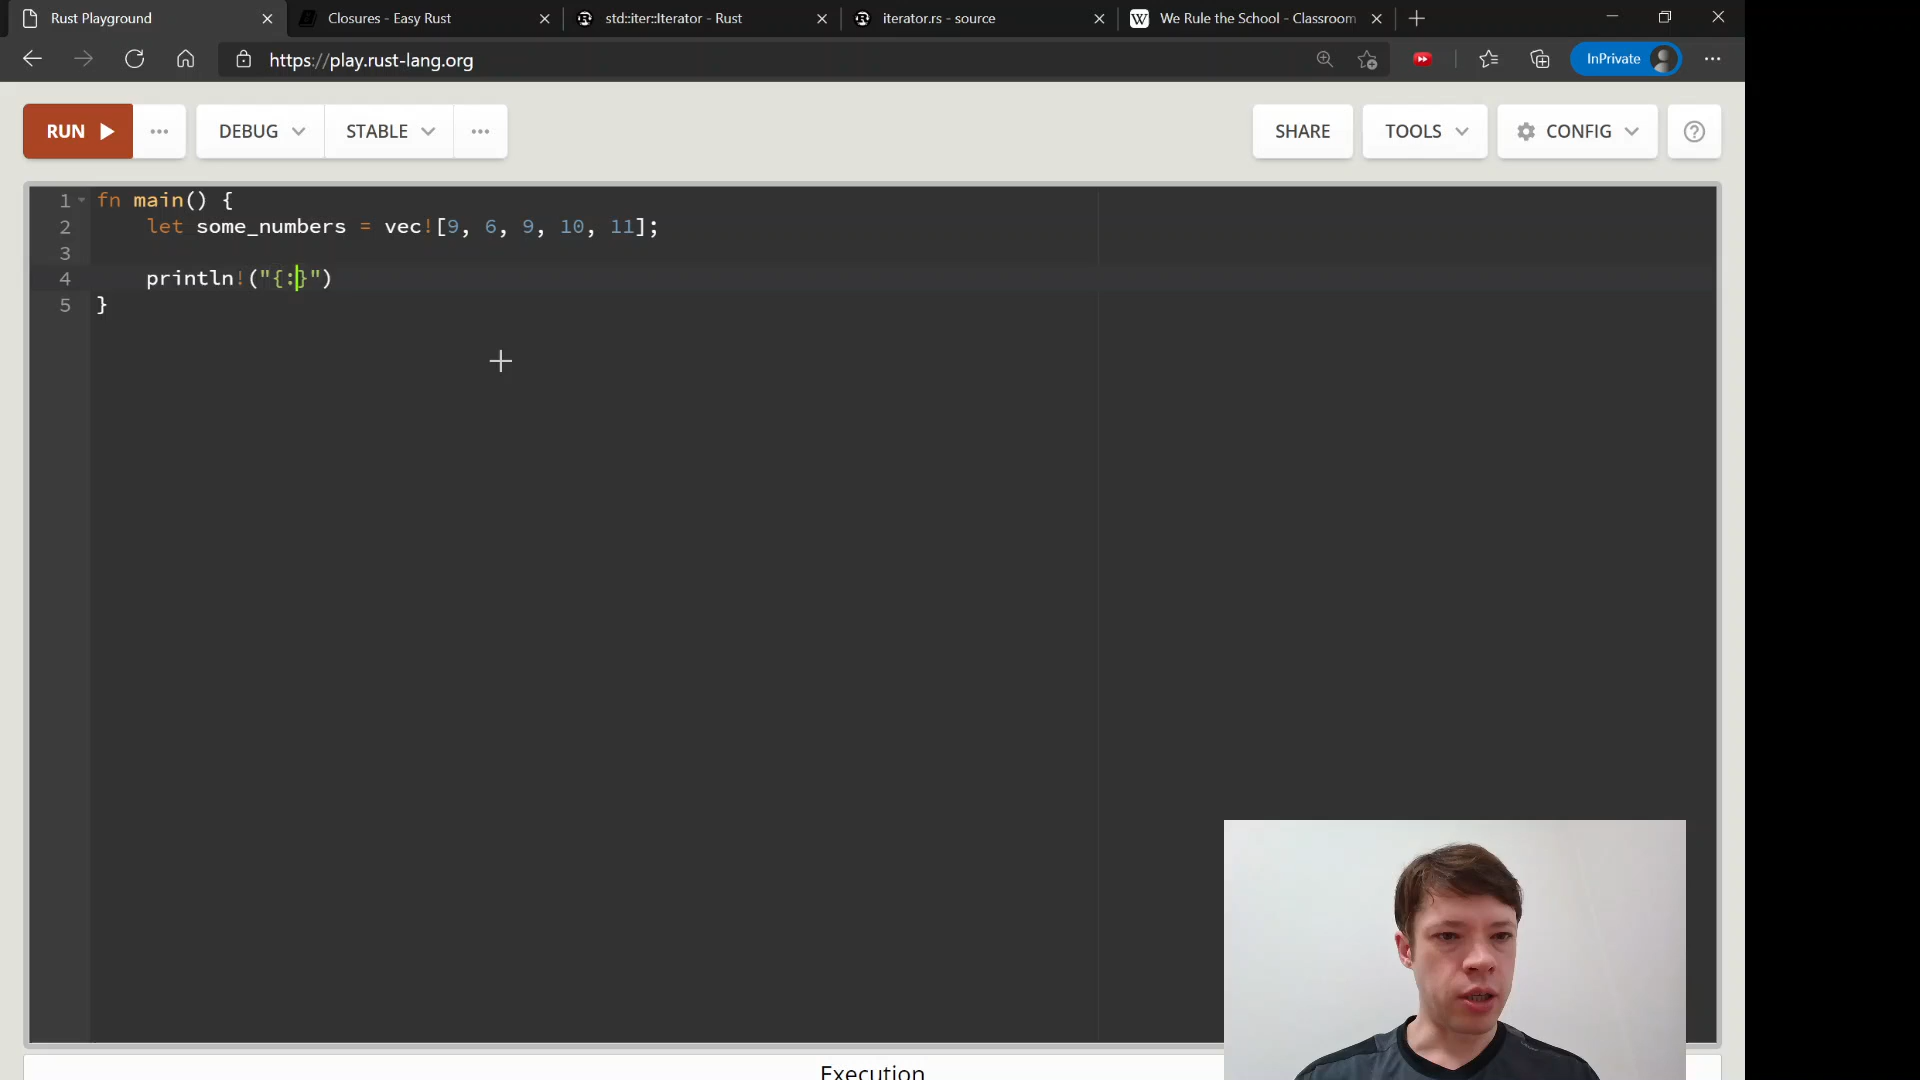 Rust Playground
Closures - Easy Rust
std::iter::Iterator - Rust
iterator.rs - source
W We Rule the School - Classroom
https://play.rust-lang.org
InPrivate
RUN
DEBUG
STABLE
SHARE
TOOLS
CONFIG
1 fn main() {
2 let some_numbers = vec![9, 6, 9, 10, 11];
3
4 println!("{:}")
5 }
Execution